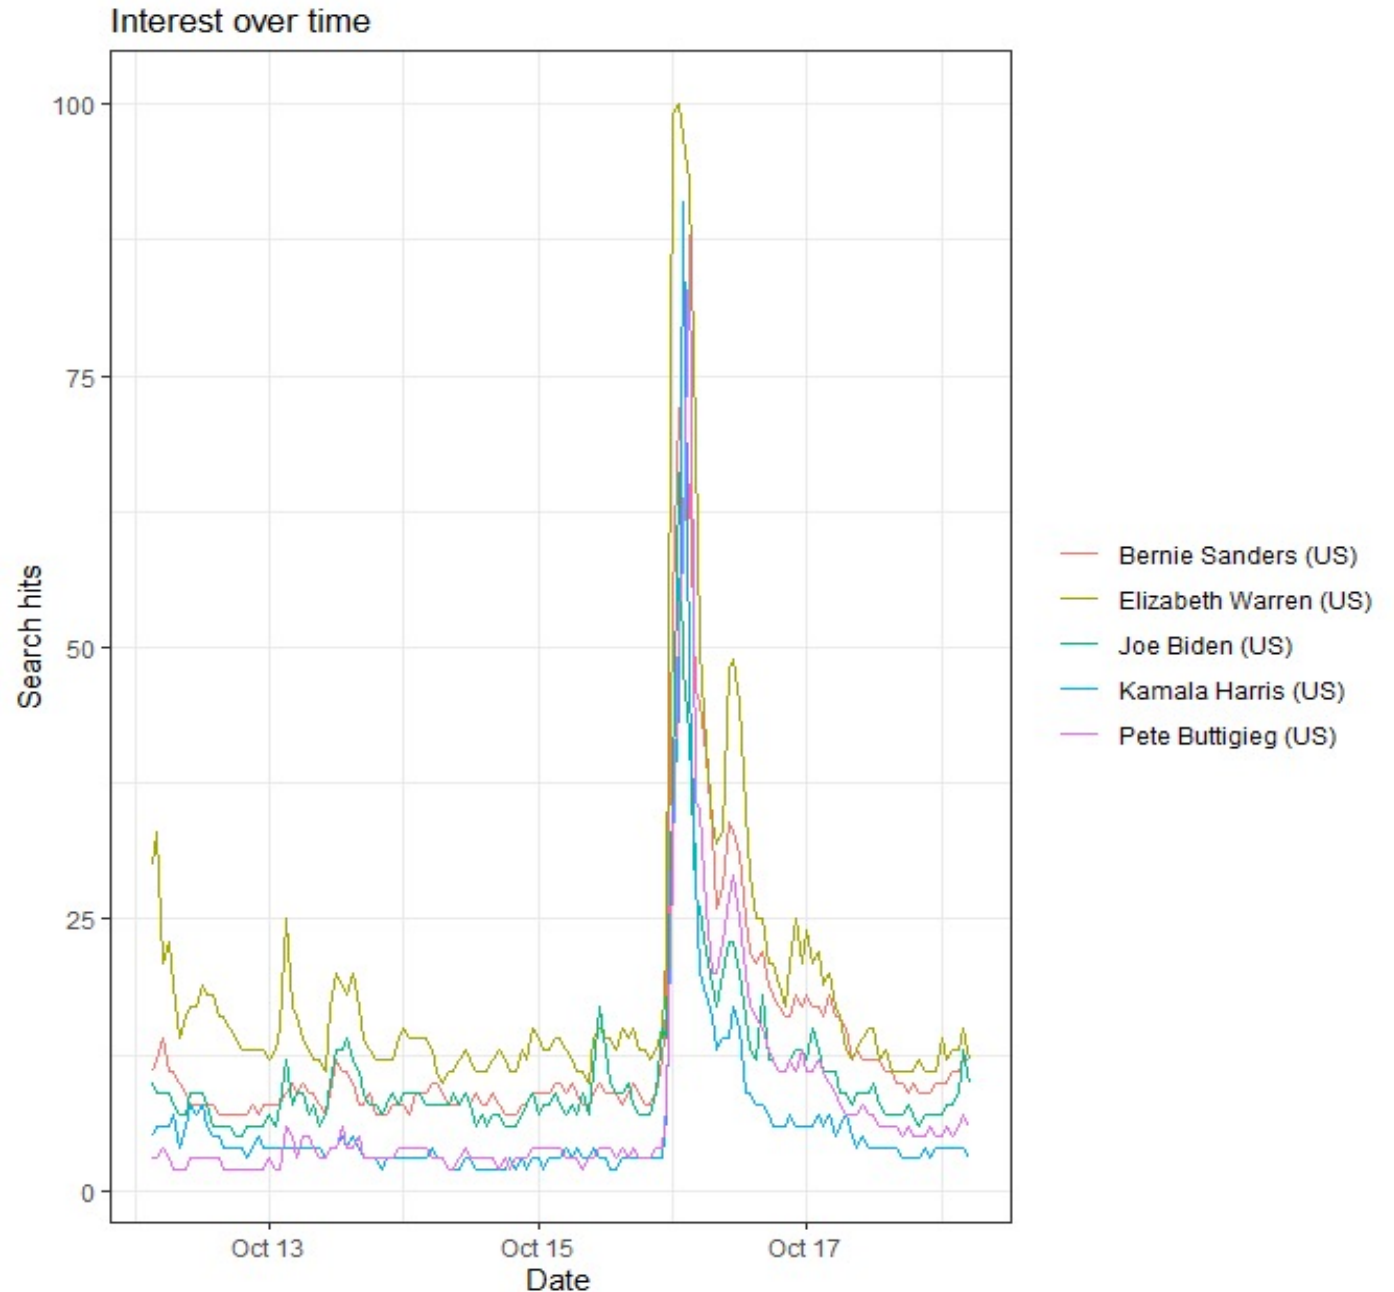 Interest over time
100
75
50
25
0
Search hits
Oct 13
Oct 15
Oct 17
Date
Bernie Sanders (US)
Elizabeth Warren (US)
Joe Biden (US)
Kamala Harris (US)
Pete Buttigieg (US)